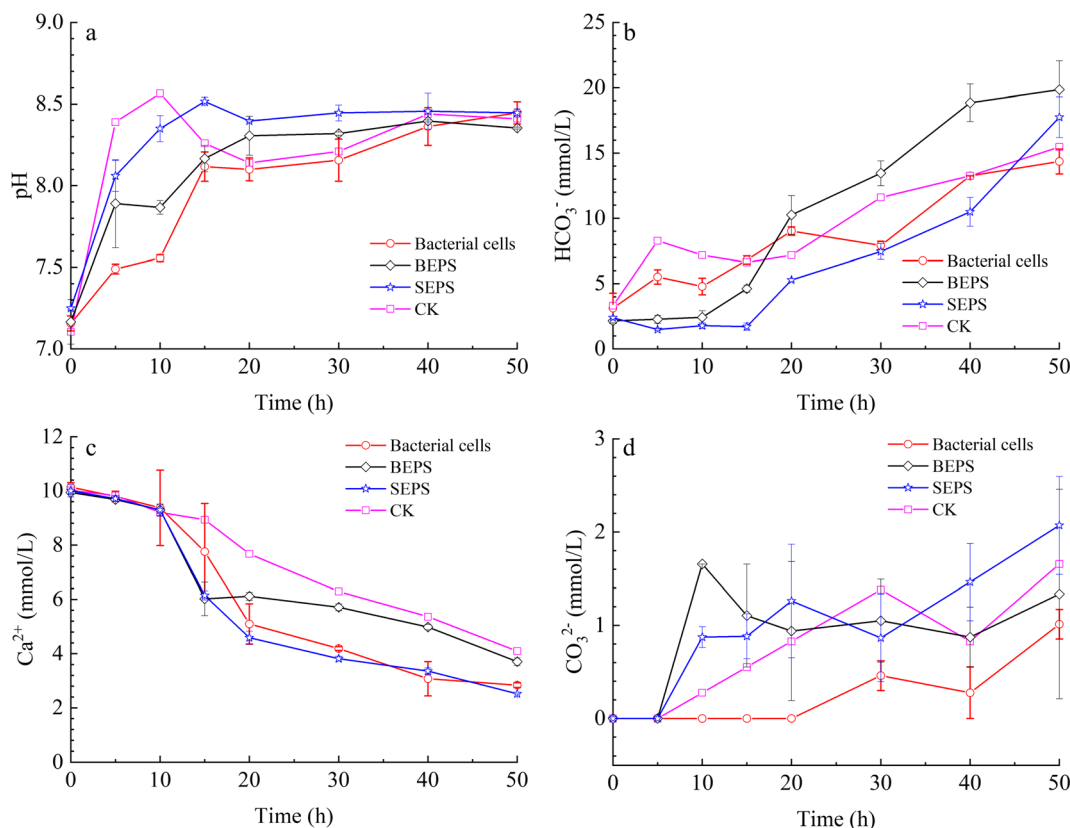 a
9.0
8.5
8.0
7.5
7.0
pH
0 10 20 30 40 50
Time (h)
Bacterial cells
BEPS
SEPS
CK
b
25
20
15
10
5
0
HCO₃⁻ (mmol/L)
0 10 20 30 40 50
Time (h)
Bacterial cells
BEPS
SEPS
CK
c
12
10
8
6
4
2
0
Ca²⁺ (mmol/L)
0 10 20 30 40 50
Time (h)
Bacterial cells
BEPS
SEPS
CK
d
3
2
1
0
CO₃²⁻ (mmol/L)
0 10 20 30 40 50
Time (h)
Bacterial cells
BEPS
SEPS
CK